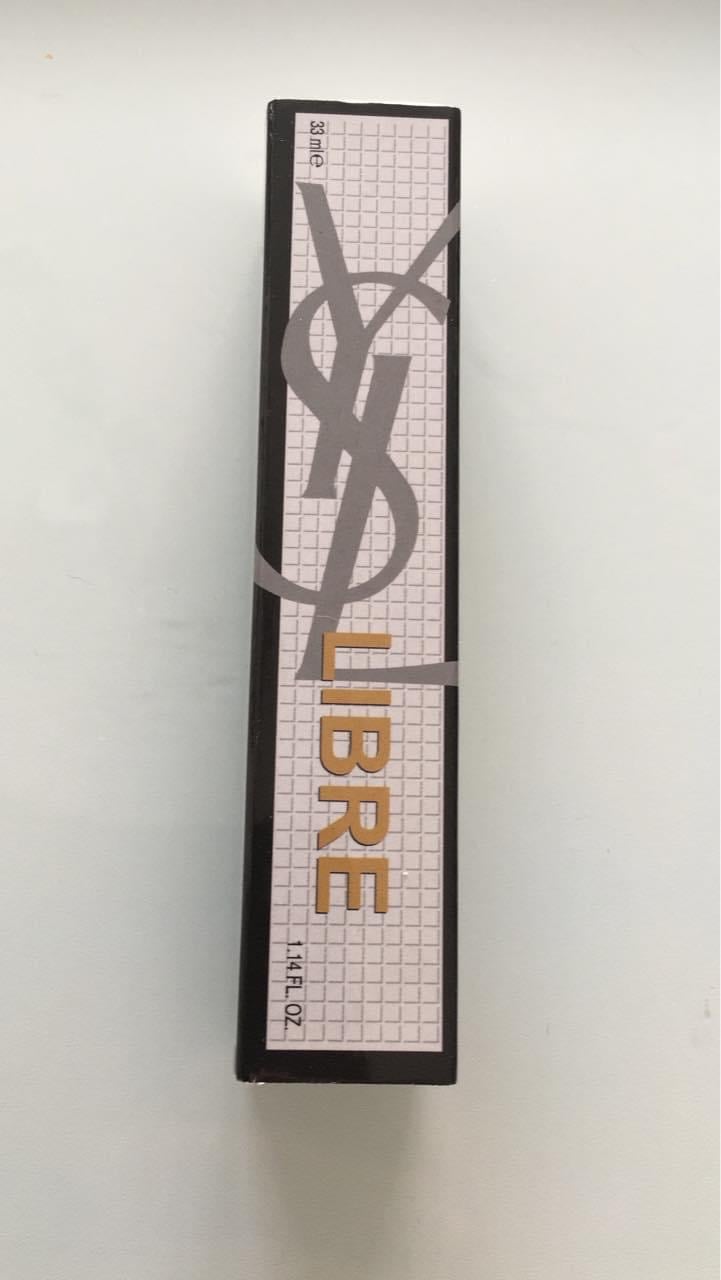 33 ml e
YSL
LIBRE
1.14 FL. OZ.